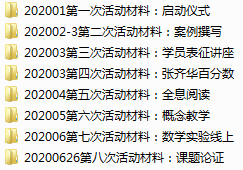 202001第一次活动材料：启动仪式
202002-3第二次活动材料：案例撰写
202003第三次活动材料：学员表征讲座
202003第四次活动材料：张齐华百分数
202004第五次活动材料：全息阅读
202005第六次活动材料：概念教学
202006第七次活动材料：数学实验线上
20200626第八次活动材料：课题论证